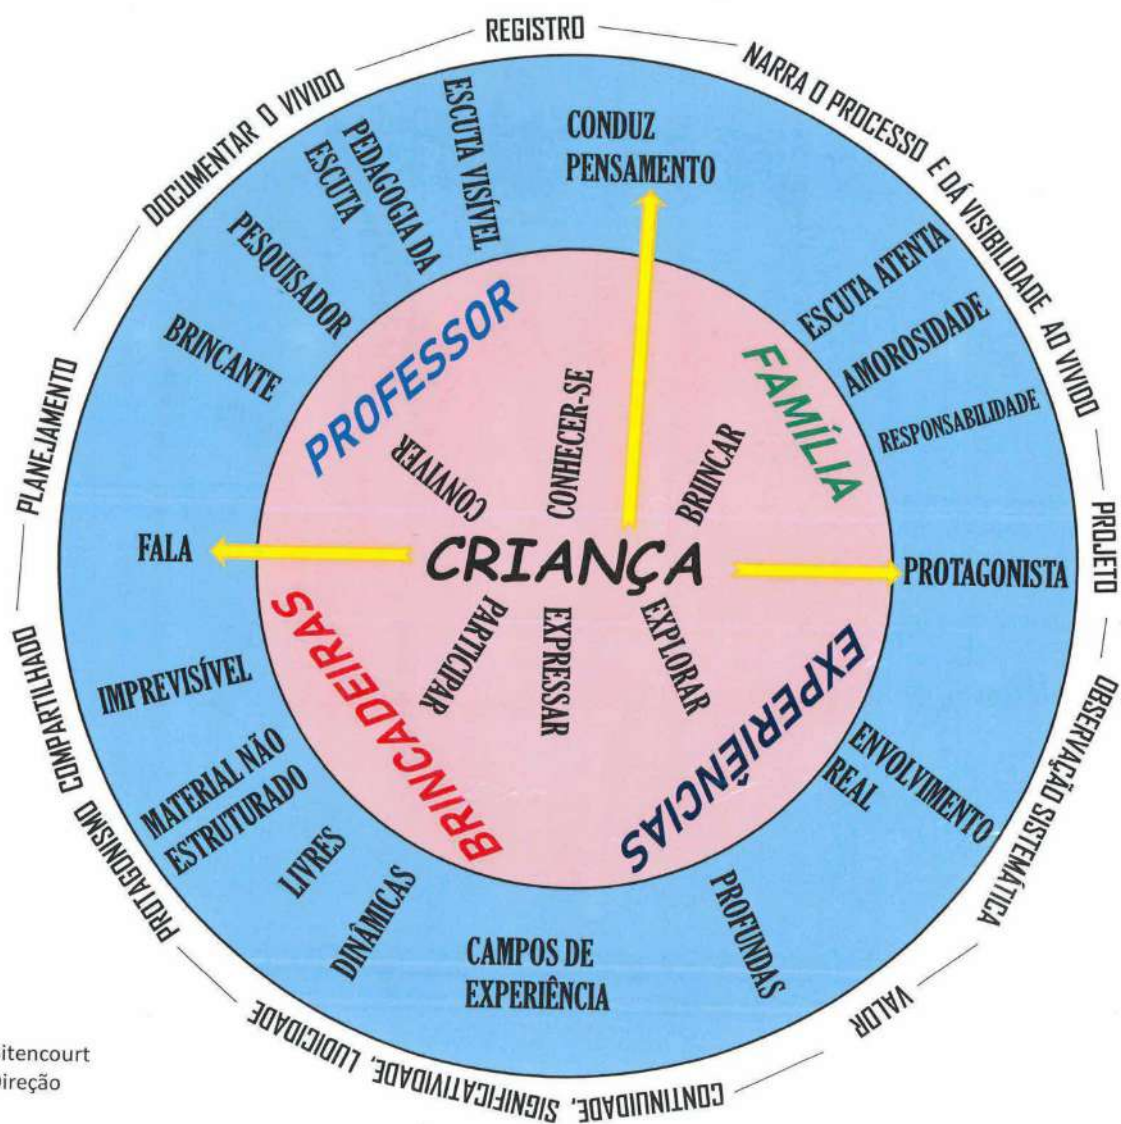 REGISTRO
NARRA O PROCESSO E DÁ VISIBILIDADE AO VIVIDO
PROJETO
OBSERVAÇÃO SISTEMÁTICA
VALOR
CONTINUIDADE, SIGNIFICATIVIDADE, LUDICIDADE
PROTAGONISMO COMPARTILHADO
PLANEJAMENTO
DOCUMENTAR O VIVIDO
ESCUTA VISÍVEL
PEDAGOGIA DA
ESCUTA
PESQUISADOR
BRINCANTE
CONDUZ
PENSAMENTO
ESCUTA ATENTA
AMOROSIDADE
RESPONSABILIDADE
FALA
PROTAGONISTA
IMPREVISÍVEL
MATERIAL NÃO
ESTRUTURADO
LIVRES
DINÂMICAS
CAMPOS DE
EXPERIÊNCIA
PROFUNDAS
ENVOLVIMENTO
REAL
PROFESSOR
FAMÍLIA
BRINCADEIRAS
EXPERIÊNCIAS
CONVIVER
CONHECER-SE
BRIINCAR
CRIANÇA
PARTICIPAR
EXPRESSAR
EXPLORAR
itencourt
Direção